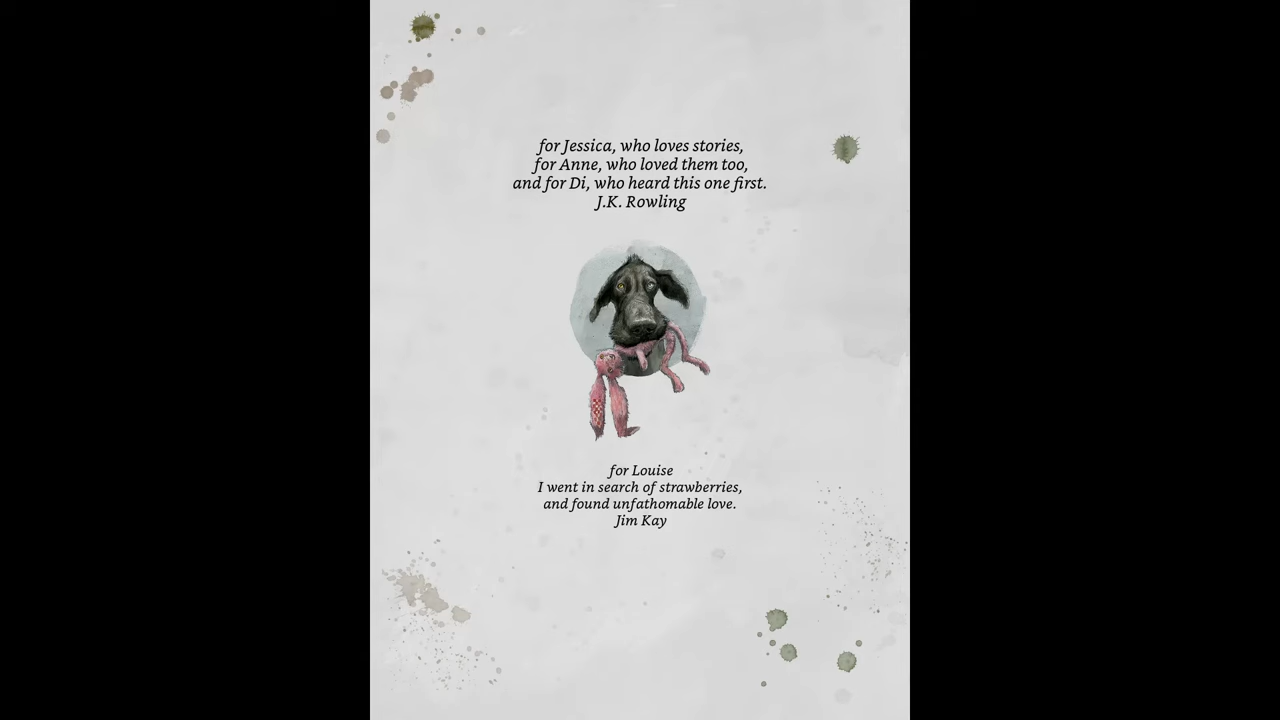 for Jessica, who loves stories,
for Anne, who loved them too,
and for Di, who heard this one first.
J.K. Rowling
for Louise
I went in search of strawberries,
and found unfathomable love.
Jim Kay